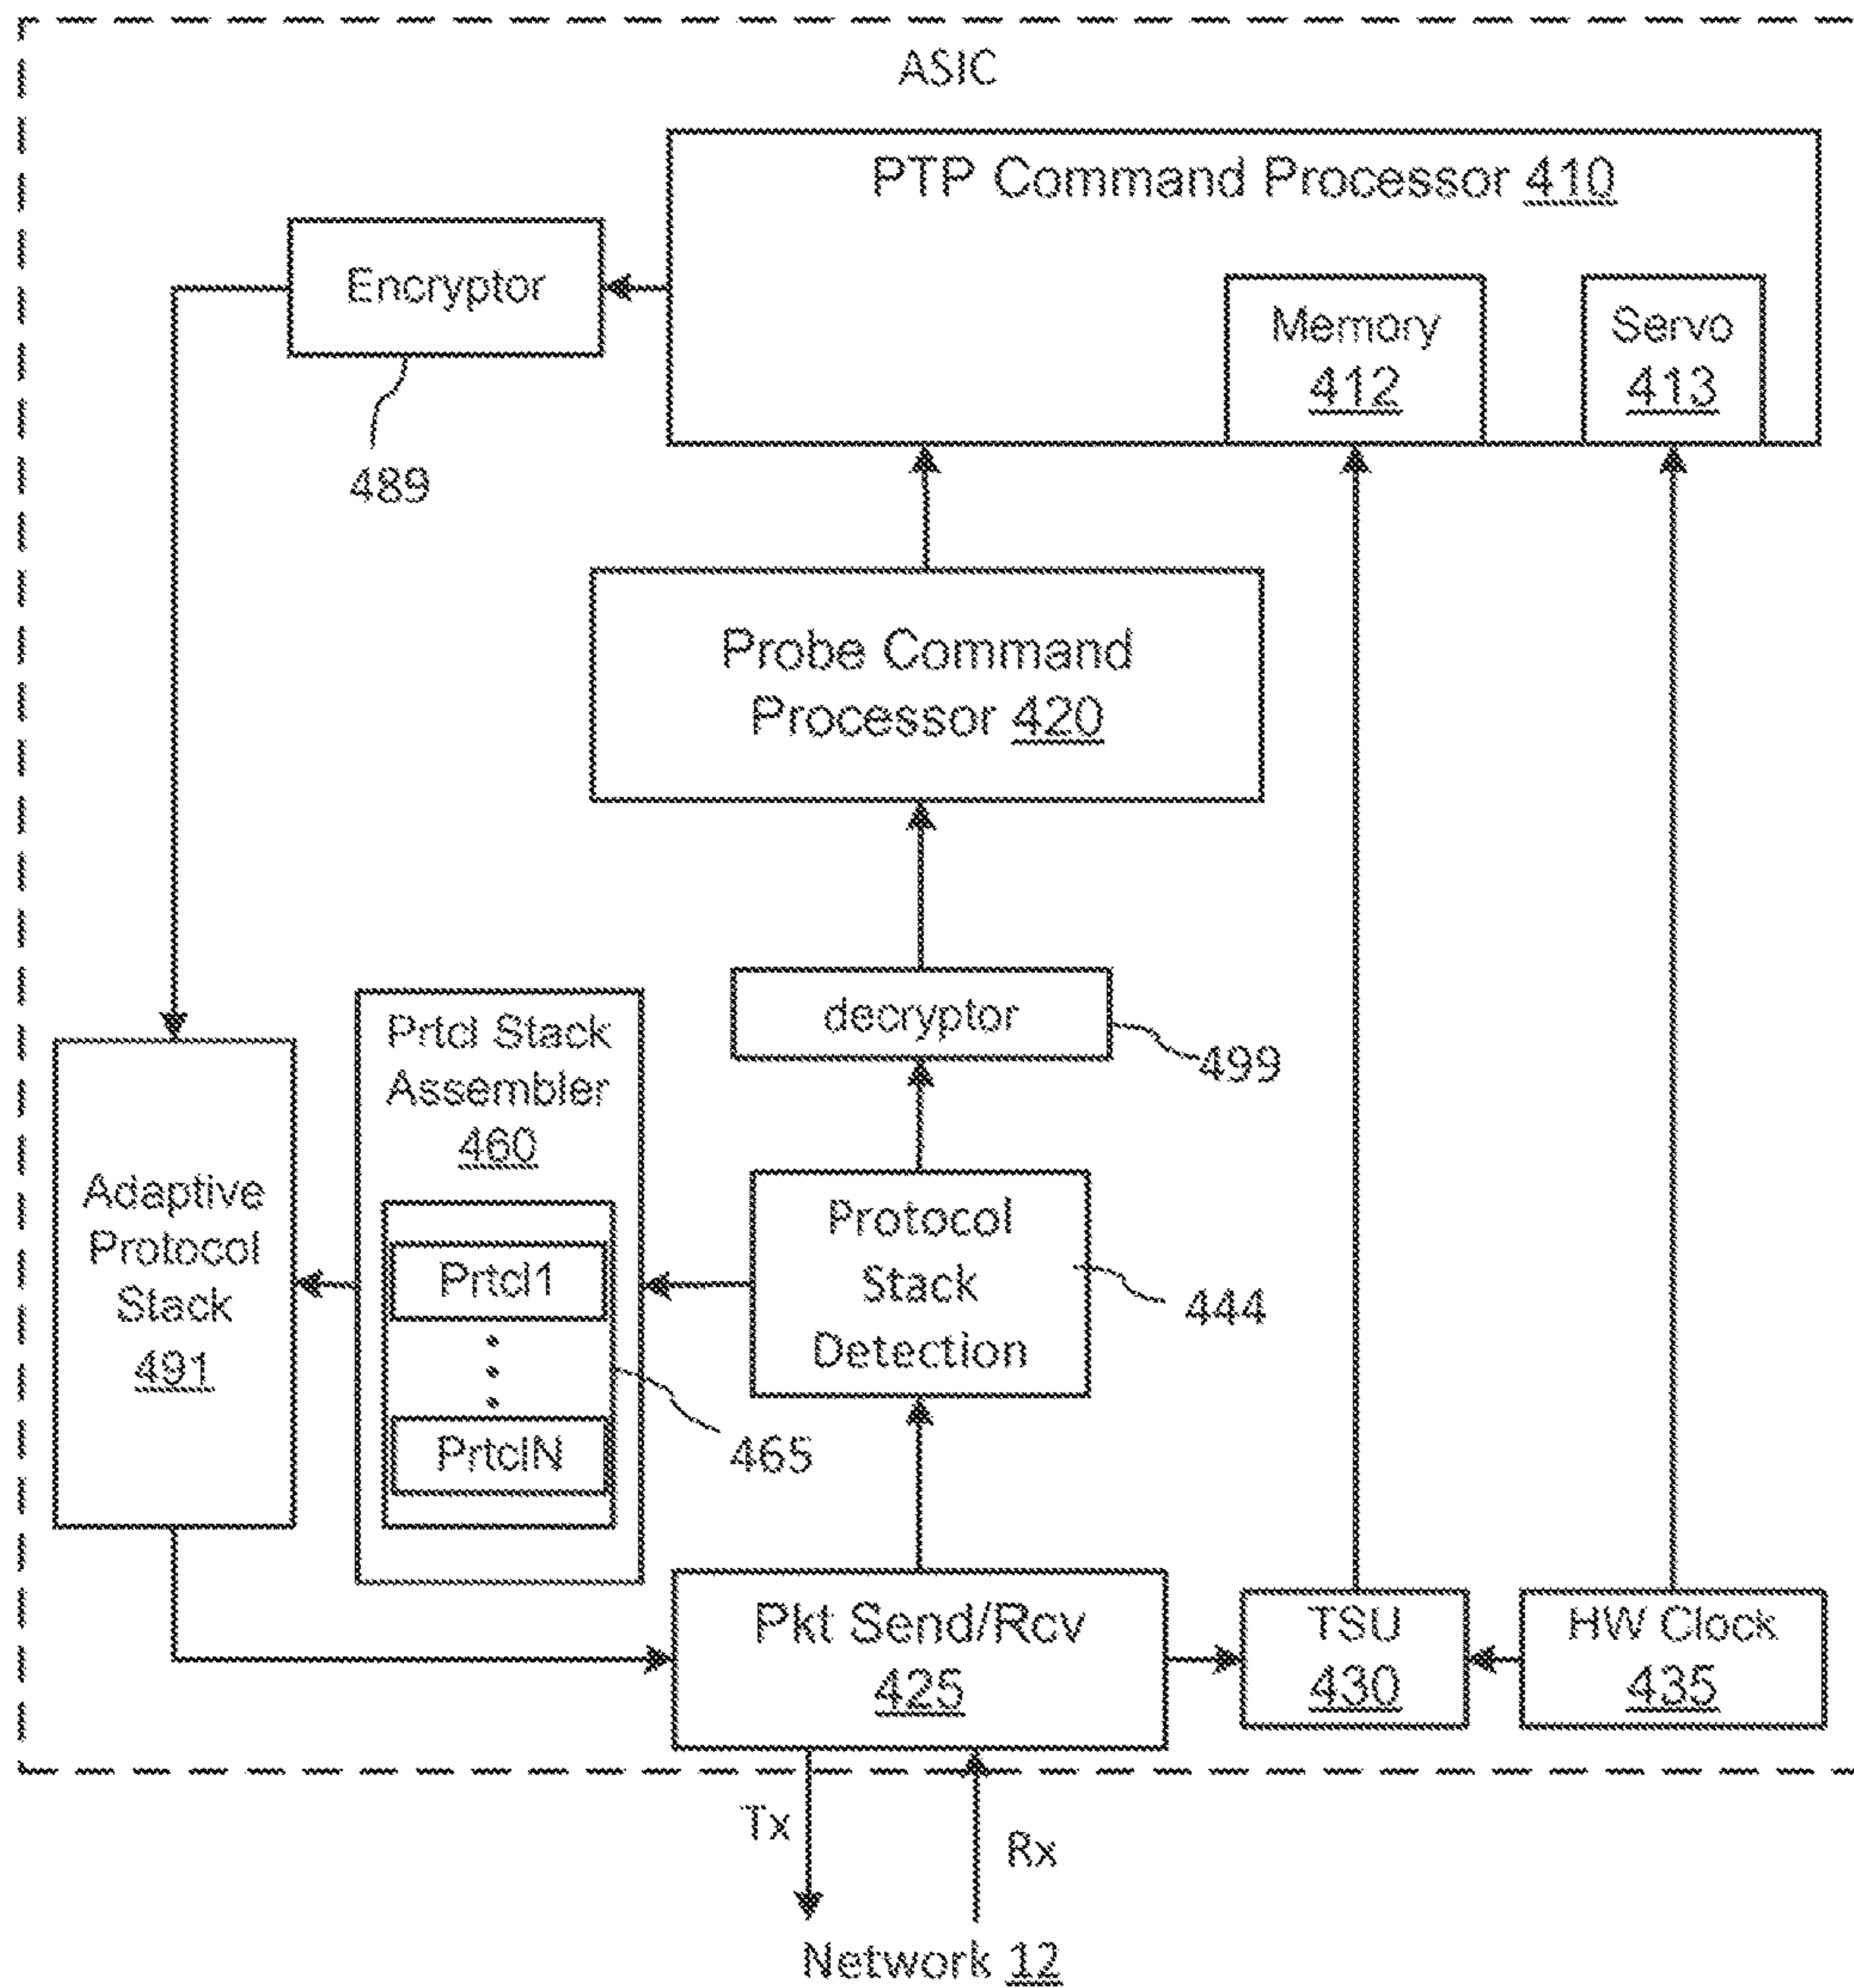 ASIC
PTP Command Processor 410
Encryptor
Memory
412
Servo
413
489
Probe Command
Processor 420
decryptor
499
Prtcl Stack
Assembler
460
Adaptive
Protocol
Stack
491
Prtcl1
PrtclN
465
Protocol
Stack
Detection
444
Pkt Send/Rcv
425
TSU
430
HW Clock
435
Tx
Rx
Network 12